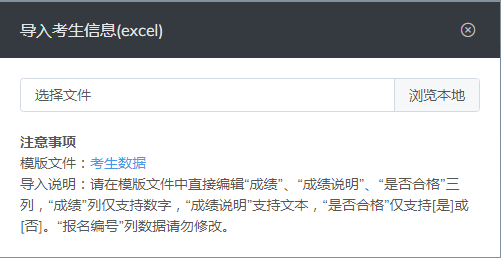 导入考生信息(excel)
选择文件
浏览本地
注意事项
模版文件：考生数据
导入说明：请在模版文件中直接编辑“成绩”、“成绩说明”、“是否合格”三
列，“成绩”列仅支持数字，“成绩说明”支持文本，“是否合格”仅支持[是]或
[否]。“报名编号”列数据请勿修改。